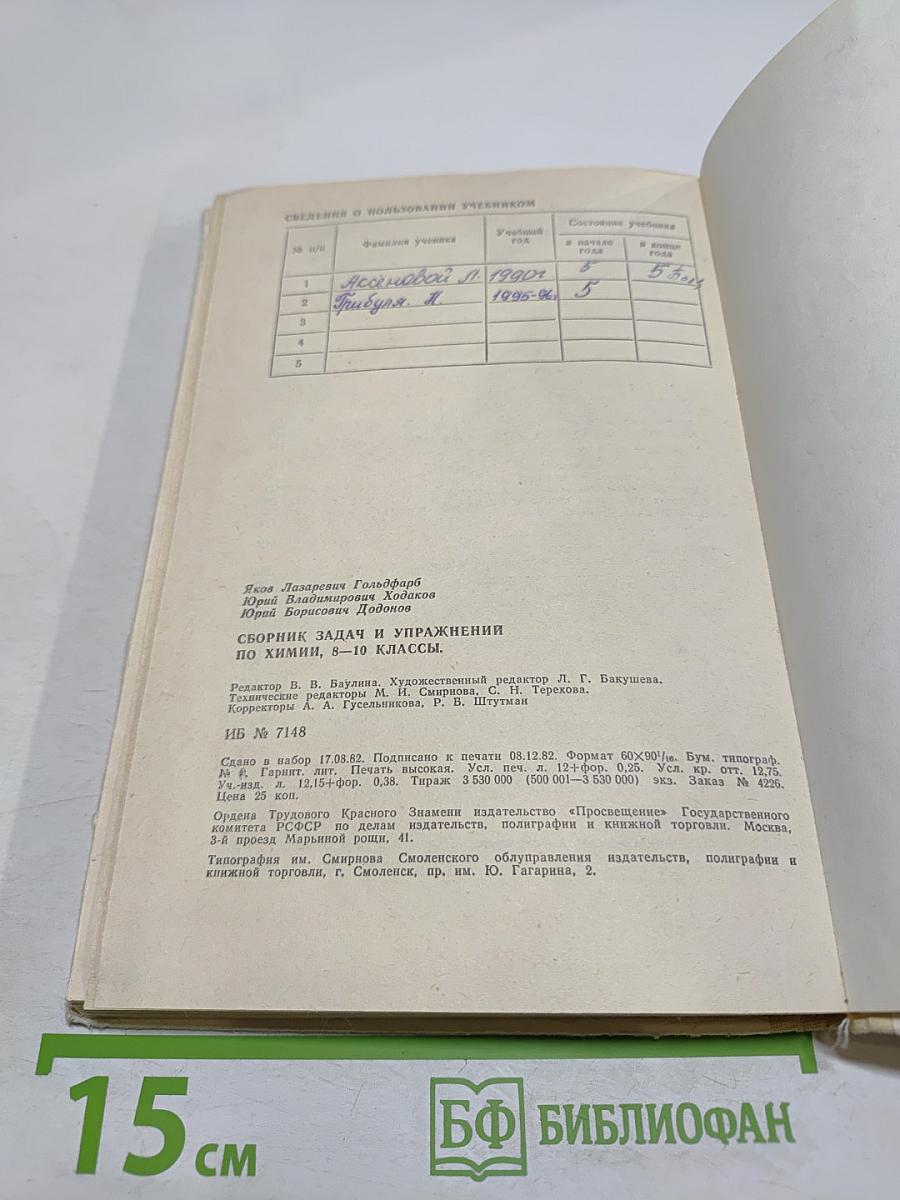 СВЕДЕНИЯ О ПОЛЬЗОВАНИИ УЧЕБНИКОМ
№ п/п Фамилия ученика Учебный год Состояние учебника
в начале года в конце года
1 Аксёновой Л. 1990г 5 5
2 Грибуля. Н 1995-96г 5
3
4
5
Яков Лазаревич Гольдфарб
Юрий Владимирович Ходаков
Юрий Борисович Додонов
СБОРНИК ЗАДАЧ И УПРАЖНЕНИЙ
ПО ХИМИИ, 8—10 КЛАССЫ.
Редактор В. В. Баулина. Художественный редактор Л. Г. Бакушева.
Технические редакторы М. И. Смирнова, С. Н. Терехова.
Корректоры А. А. Гусельникова, Р. В. Штутман
ИБ № 7148
Сдано в набор 17.08.82. Подписано к печати 08.12.82. Формат 60×90¹/₁₆. Бум. типограф.
№ Гарнит. лит. Печать высокая. Усл. печ. л. 12+фор. 0,25. Усл. кр. отт. 12,75.
Уч.-изд. л. 12,15+фор. 0,38. Тираж 3 530 000 (500 001—3 530 000) экз. Заказ № 4226.
Цена 25 коп.
Ордена Трудового Красного Знамени издательство «Просвещение» Государственного
комитета РСФСР по делам издательств, полиграфии и книжной торговли. Москва,
3-й проезд Марьиной рощи, 41.
Типография им. Смирнова Смоленского облуправления издательств, полиграфии и
книжной торговли, г. Смоленск, пр. им. Ю. Гагарина, 2.
15 см БФ БИБЛИОФАН